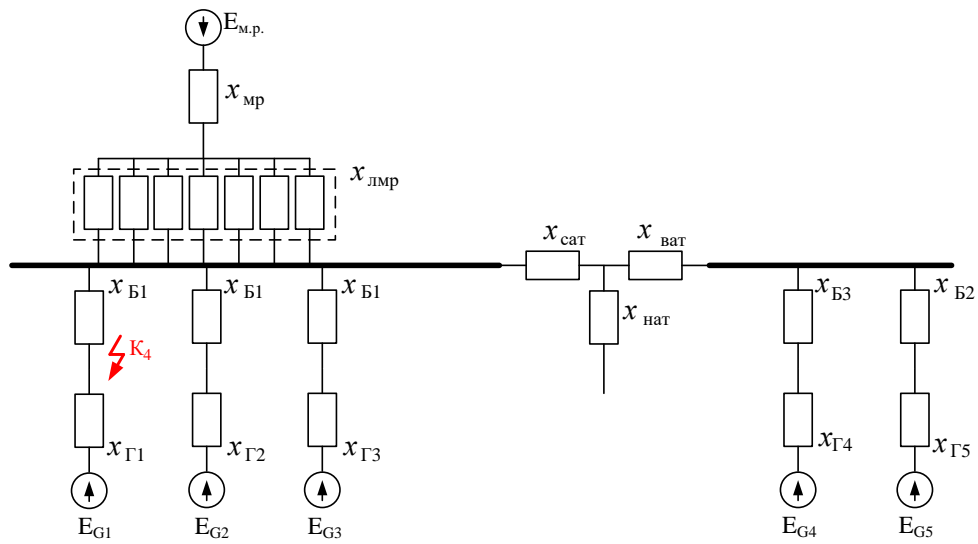 Eм.р.
xмр
xлмр
xсат
xват
xБ1
xБ1
xБ1
xнат
xБ3
xБ2
К4
xГ1
xГ2
xГ3
xГ4
xГ5
EG1
EG2
EG3
EG4
EG5